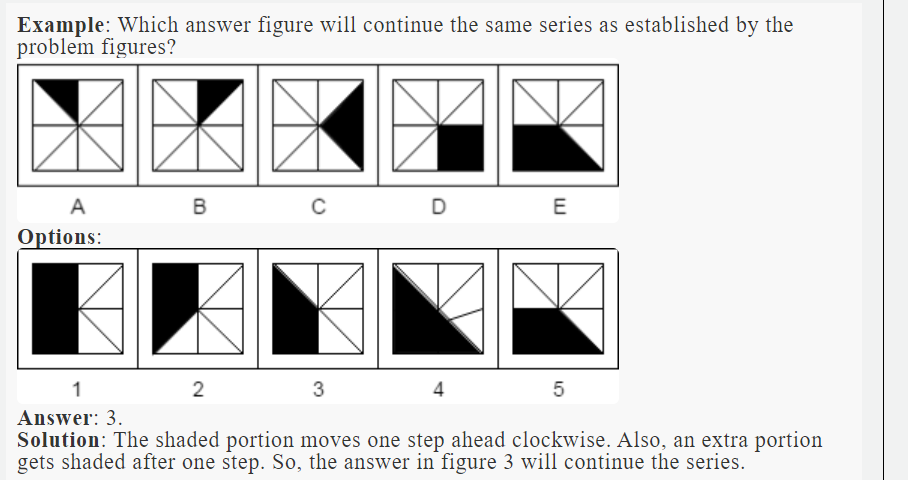 Example: Which answer figure will continue the same series as established by the
problem figures?
A B C D E
Options:
1 2 3 4 5
Answer: 3.
Solution: The shaded portion moves one step ahead clockwise. Also, an extra portion
gets shaded after one step. So, the answer in figure 3 will continue the series.